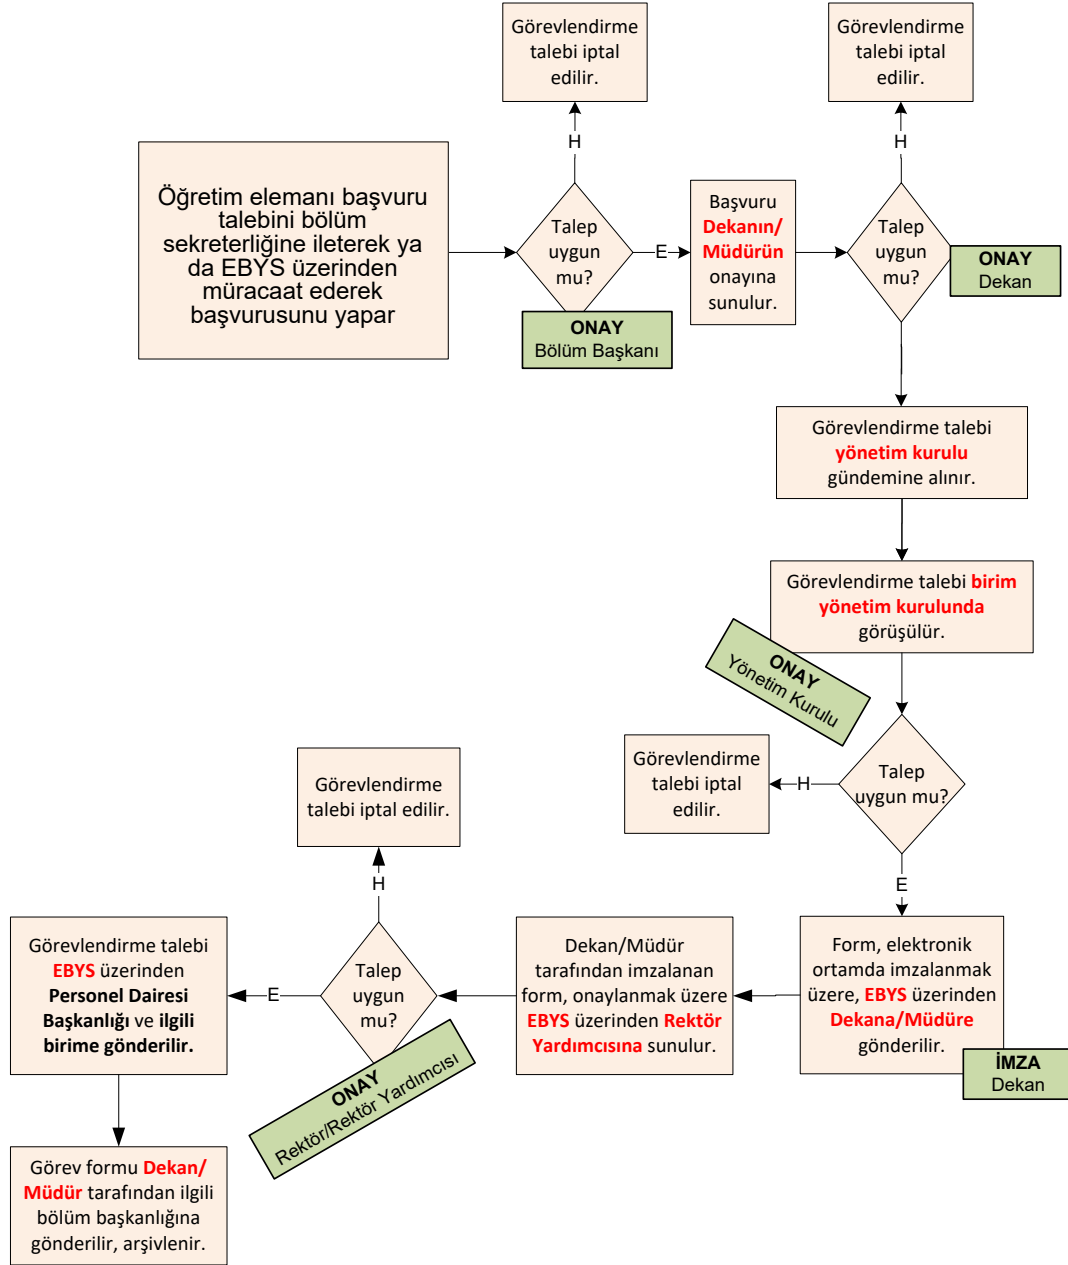 Görevlendirme
talebi iptal
edilir.
Görevlendirme
talebi iptal
edilir.
H
H
Öğretim elemanı başvuru
talebini bölüm
sekreterliğine ileterek ya
da EBYS üzerinden
müracaat ederek
başvurusunu yapar
Talep
uygun
mu?
E
Başvuru
Dekanın/
Müdürün
onayına
sunulur.
Talep
uygun
mu?
ONAY
Dekan
ONAY
Bölüm Başkanı
Görevlendirme talebi
yönetim kurulu
gündemine alınır.
Görevlendirme talebi birim
yönetim kurulunda
görüşülür.
ONAY
Yönetim Kurulu
Talep
uygun mu?
H
Görevlendirme
talebi iptal
edilir.
Görevlendirme
talebi iptal edilir.
H
E
Form, elektronik
ortamda imzalanmak
üzere, EBYS üzerinden
Dekana/Müdüre
gönderilir.
İMZA
Dekan
Dekan/Müdür
tarafından imzalanan
form, onaylanmak üzere
EBYS üzerinden Rektör
Yardımcısına sunulur.
Talep
uygun
mu?
ONAY
Rektör/Rektör Yardımcısı
E
Görevlendirme talebi
EBYS üzerinden
Personel Dairesi
Başkanlığı ve ilgili
birime gönderilir.
Görev formu Dekan/
Müdür tarafından ilgili
bölüm başkanlığına
gönderilir, arşivlenir.